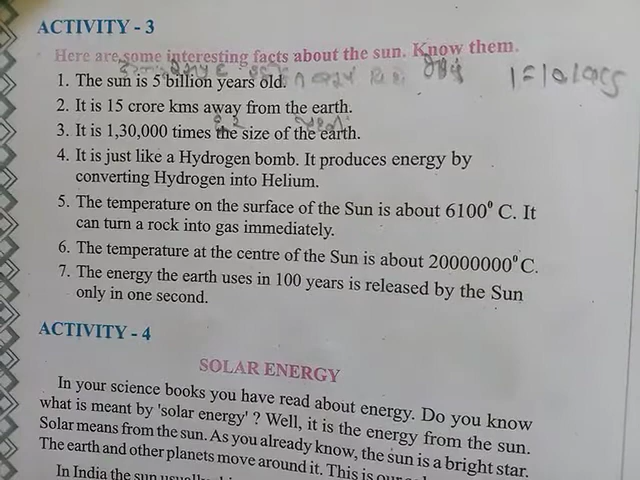 ACTIVITY - 3
Here are some interesting facts about the sun. Know them.
1. The sun is 5 billion years old.
2. It is 15 crore kms away from the earth.
3. It is 1,30,000 times the size of the earth.
4. It is just like a Hydrogen bomb. It produces energy by
converting Hydrogen into Helium.
5. The temperature on the surface of the Sun is about 6100⁰ C. It
can turn a rock into gas immediately.
6. The temperature at the centre of the Sun is about 20000000⁰C.
7. The energy the earth uses in 100 years is released by the Sun
only in one second.
ACTIVITY - 4
SOLAR ENERGY
In your science books you have read about energy. Do you know
what is meant by 'solar energy' ? Well, it is the energy from the sun.
Solar means from the sun. As you already know, the sun is a bright star.
The earth and other planets move around it. This is our
In India the sun usually